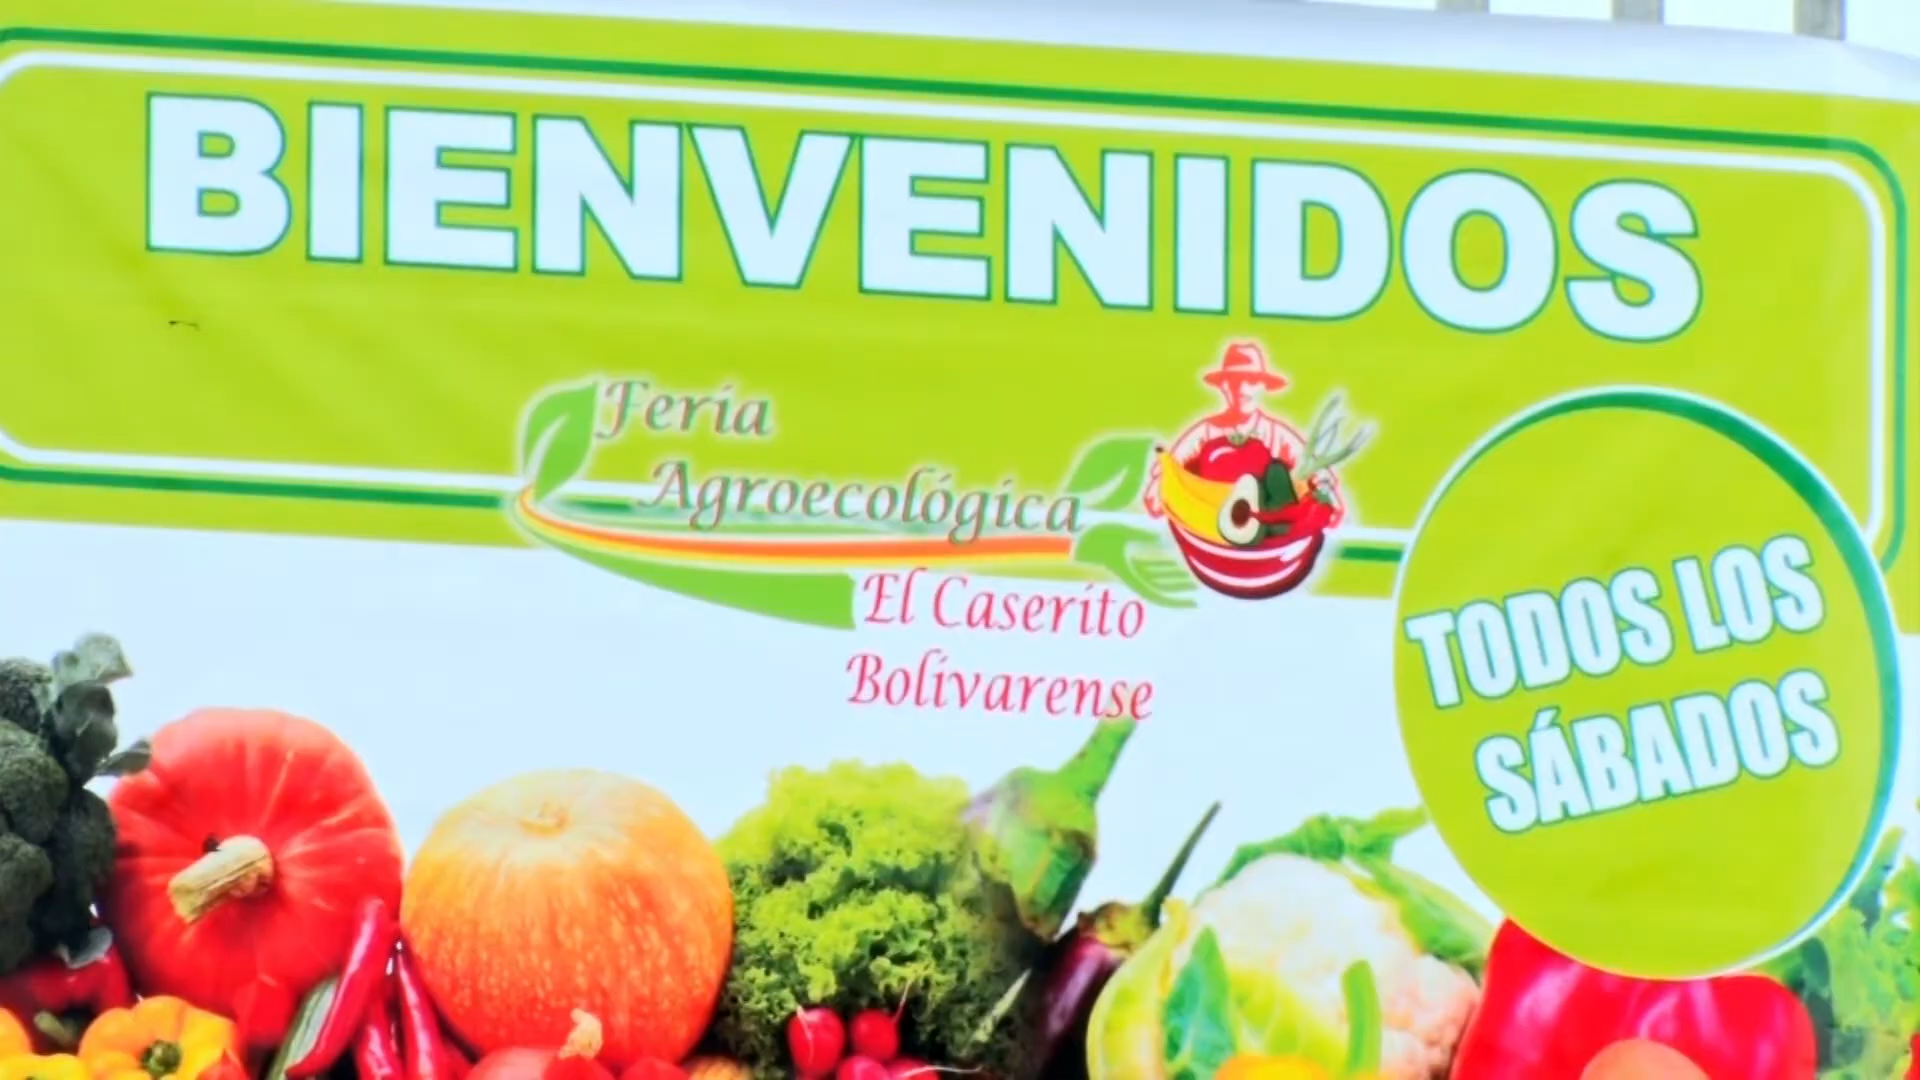 BIENVENIDOS
Feria
Agroecológica
El Caserito
Bolivarense
TODOS LOS
SÁBADOS